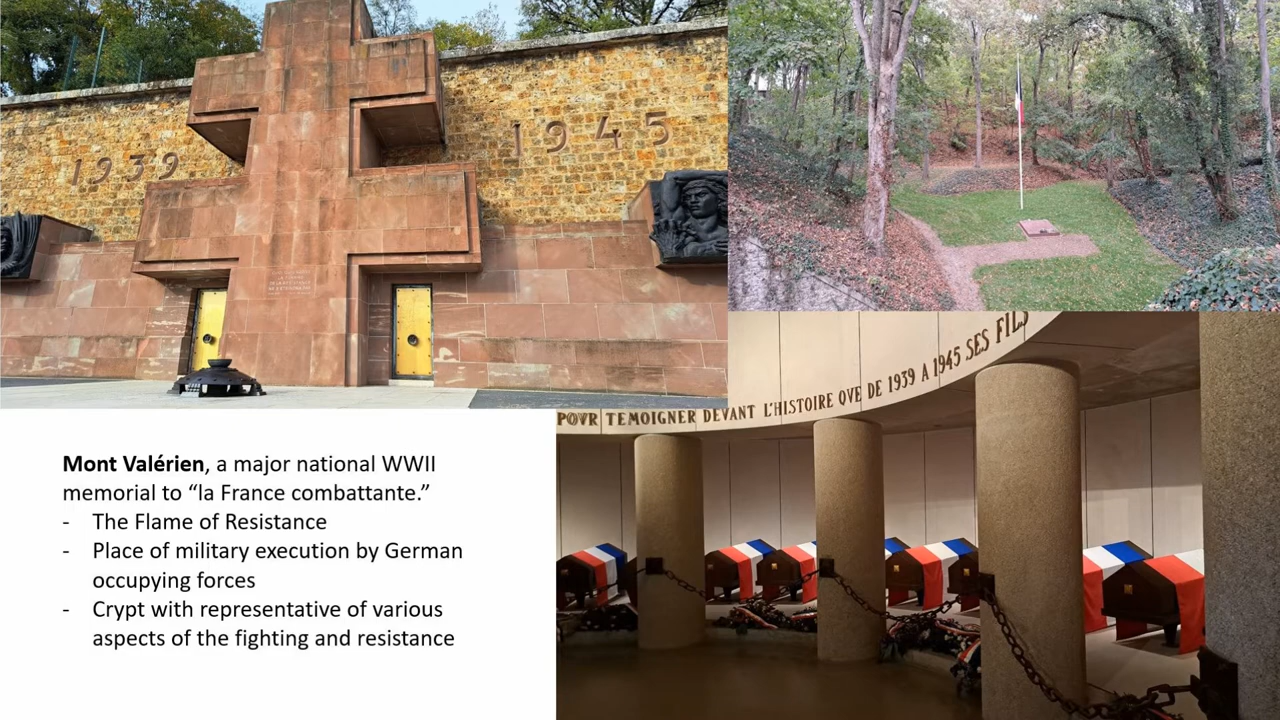 1939
1945
POVR TEMOIGNER DEVANT L'HISTOIRE QVE DE 1939 A 1945 SES FILS
Mont Valérien, a major national WWII
memorial to “la France combattante.”
- The Flame of Resistance
- Place of military execution by German
occupying forces
- Crypt with representative of various
aspects of the fighting and resistance